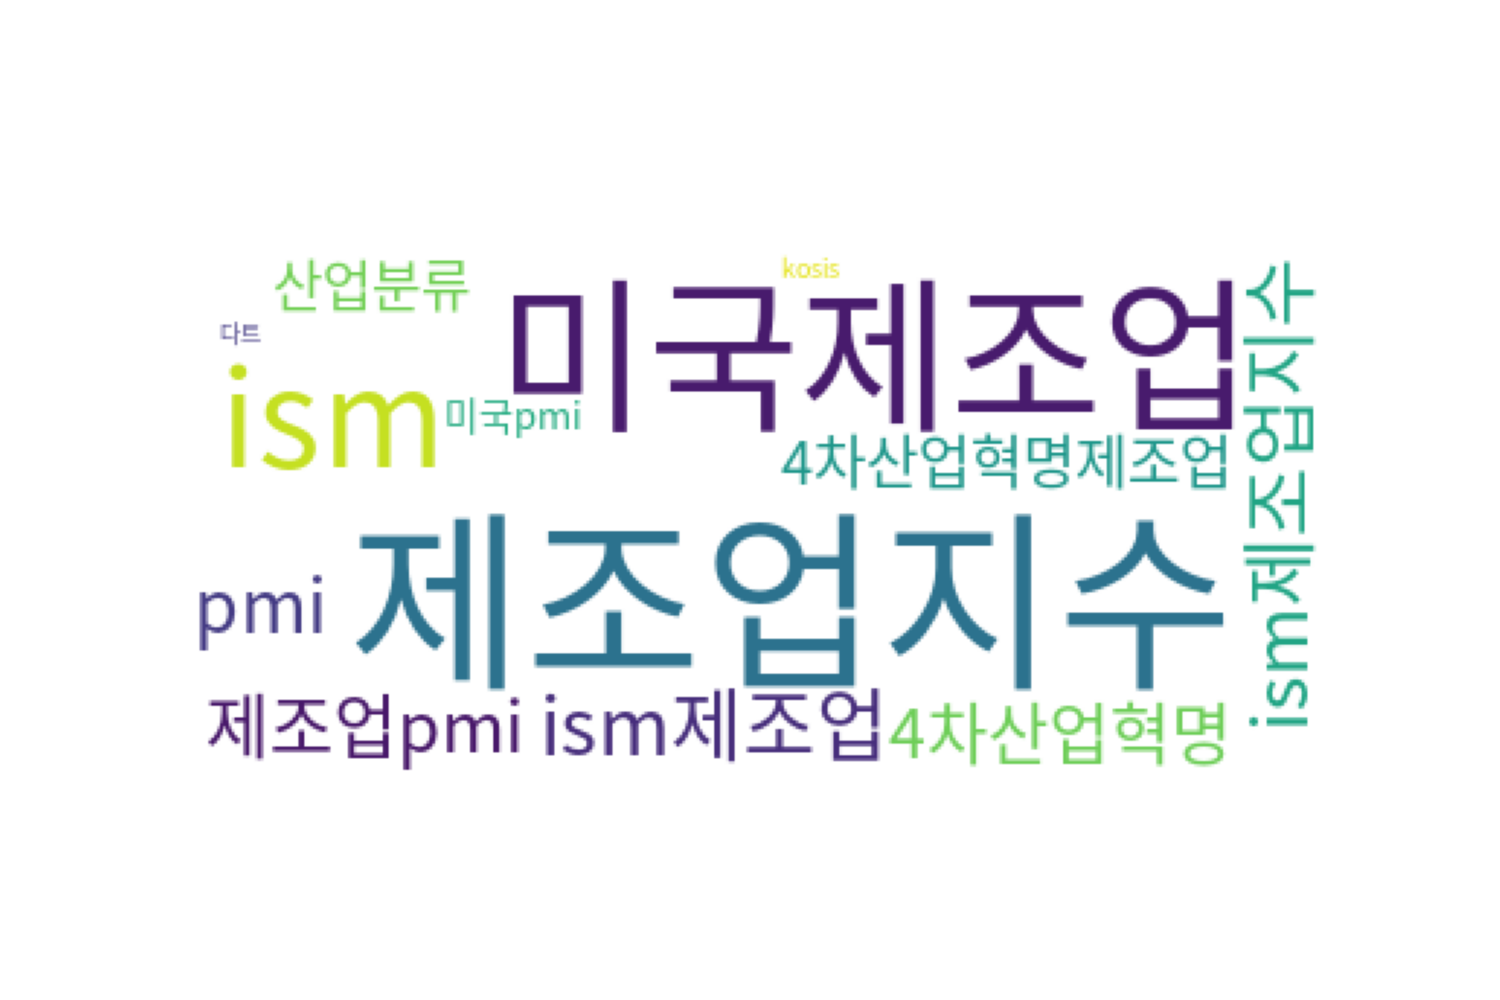 산업분류
kosis
다트
미국제조업
ism
미국pmi
4차산업혁명제조업
ism제조업지수
제조업지수
pmi
제조업pmi
ism제조업
4차산업혁명